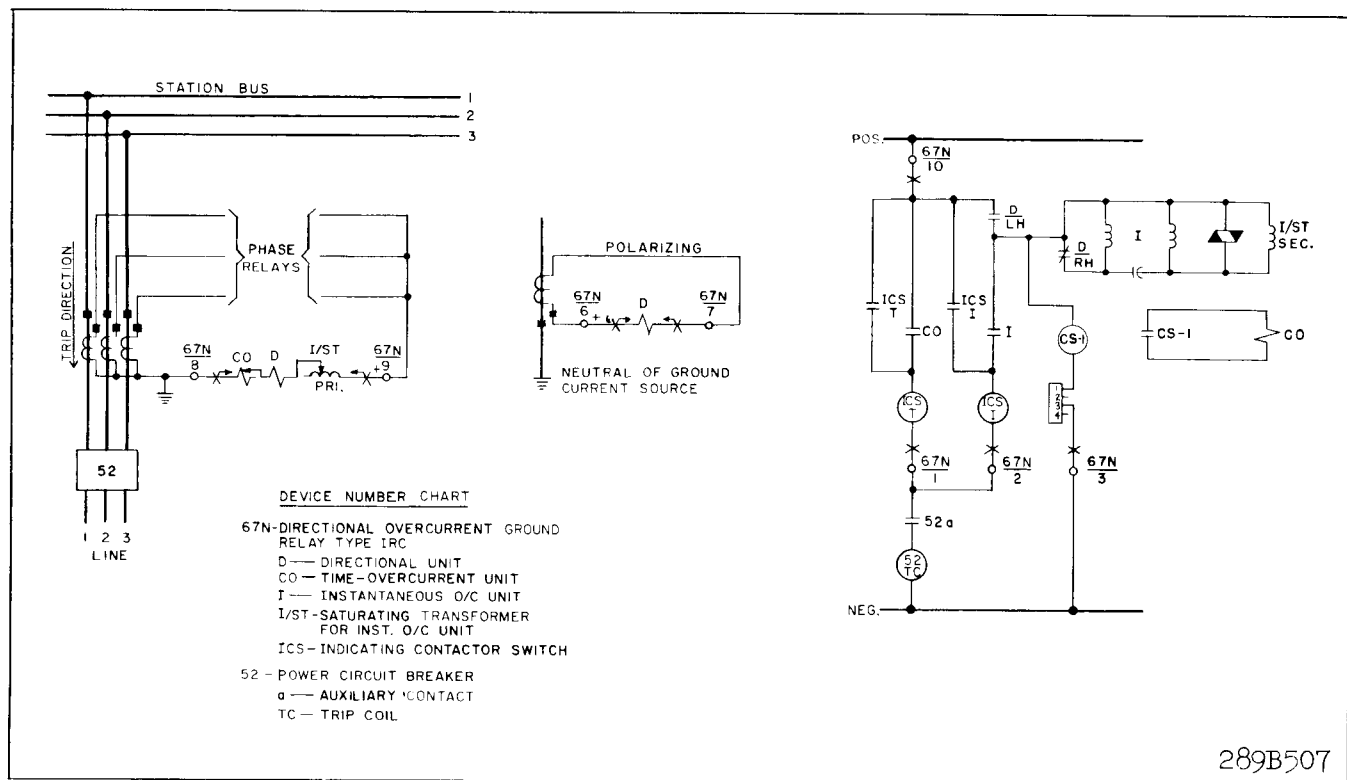 STATION BUS
1
2
3
TRIP DIRECTION
PHASE
RELAYS
67N
8
CO
D
I/ST
PRI.
67N
+9
52
1 2 3
LINE
POLARIZING
67N
6
+
D
67N
7
NEUTRAL OF GROUND
CURRENT SOURCE
POS.
67N
10
ICS
T
CO
ICS
I
D
LH
I
D
RH
I
I/ST
SEC.
CS-1
CS-1
CO
ICS
T
ICS
I
1
2
3
4
67N
1
67N
2
67N
3
52a
52
TC
NEG.
DEVICE NUMBER CHART
67N-DIRECTIONAL OVERCURRENT GROUND
RELAY TYPE IRC
D — DIRECTIONAL UNIT
CO — TIME-OVERCURRENT UNIT
I — INSTANTANEOUS O/C UNIT
I/ST-SATURATING TRANSFORMER
FOR INST. O/C UNIT
ICS-INDICATING CONTACTOR SWITCH
52 - POWER CIRCUIT BREAKER
a — AUXILIARY CONTACT
TC — TRIP COIL
289B507